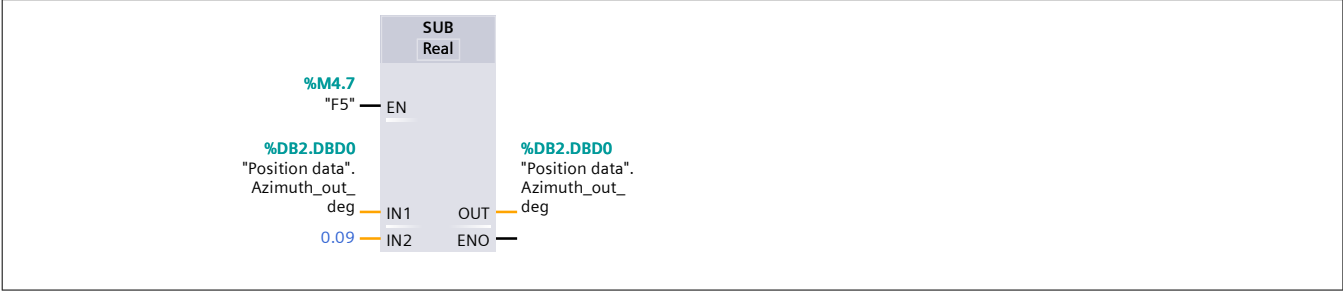 SUB
Real
%M4.7
"F5"
EN
%DB2.DBD0
"Position data".
Azimuth_out_
deg
IN1
0.09
IN2
%DB2.DBD0
"Position data".
Azimuth_out_
deg
OUT
ENO